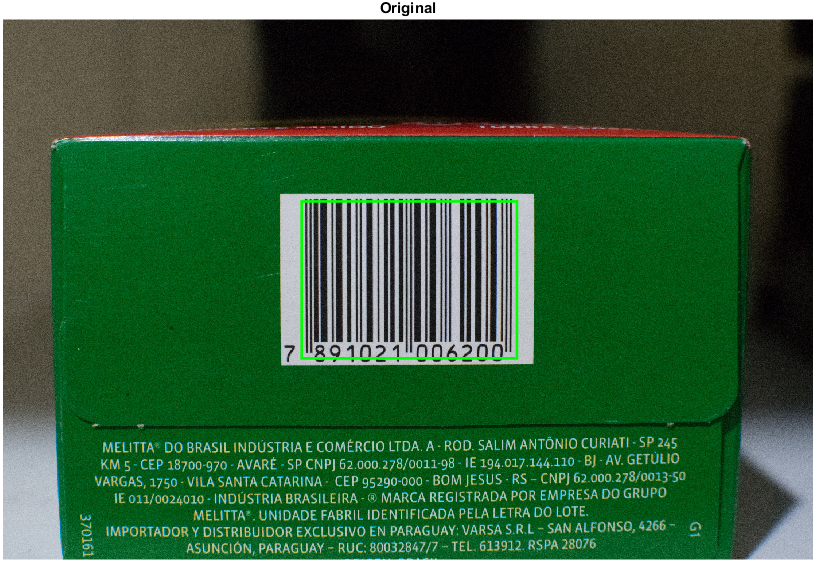 Original
7 891021 006200
MELITTA® DO BRASIL INDÚSTRIA E COMÉRCIO LTDA. A - ROD. SALIM ANTÔNIO CURIATI - SP 245
KM 5 - CEP 18700-970 - AVARÉ - SP CNPJ 62.000.278/0011-98 - IE 194.017.144.110 - BJ - AV. GETÚLIO
VARGAS, 1750 - VILA SANTA CATARINA - CEP 95290-000 - BOM JESUS - RS - CNPJ 62.000.278/0013-50
IE 011/0024010 - INDÚSTRIA BRASILEIRA - ® MARCA REGISTRADA POR EMPRESA DO GRUPO
MELITTA®. UNIDADE FABRIL IDENTIFICADA PELA LETRA DO LOTE.
IMPORTADOR Y DISTRIBUIDOR EXCLUSIVO EN PARAGUAY: VARSA S.R.L - SAN ALFONSO, 4266 -
ASUNCIÓN, PARAGUAY - RUC: 80032847/7 - TEL. 613912. RSPA 28076
370161
G1